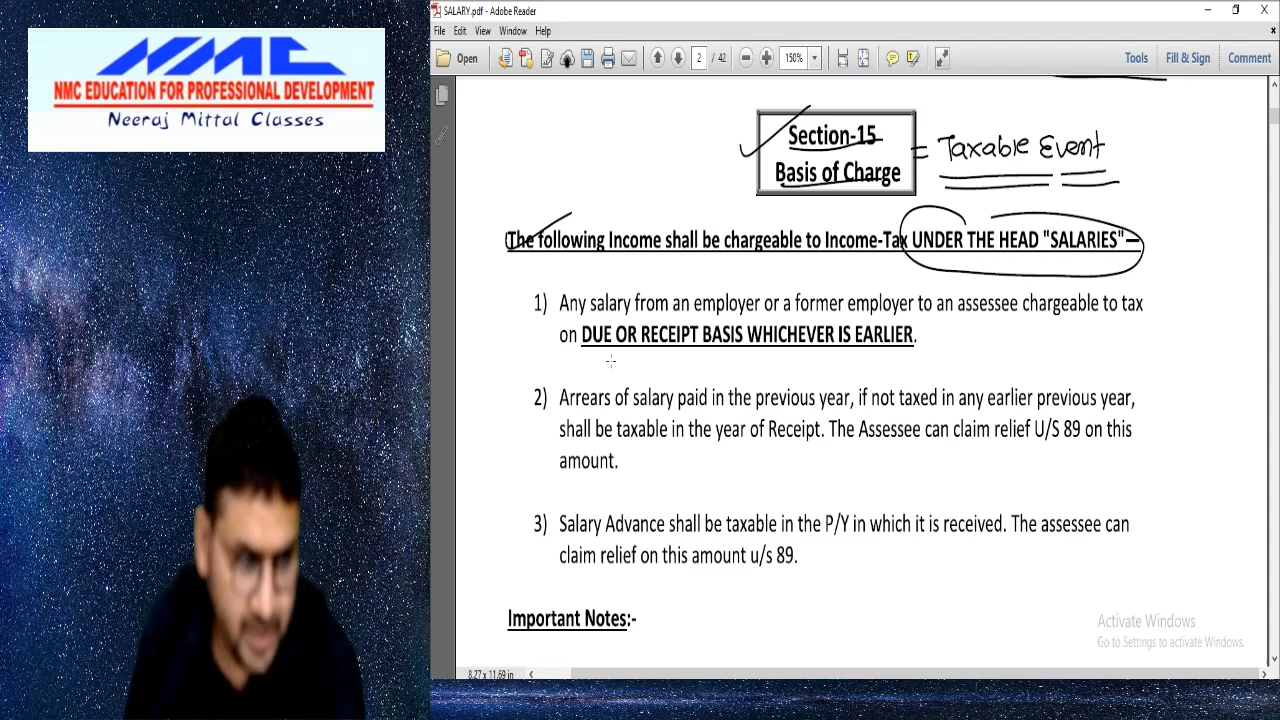 SALARY.pdf - Adobe Reader
File Edit View Window Help
Open 2 / 42 150% Tools Fill & Sign Comment
NMC
NMC EDUCATION FOR PROFESSIONAL DEVELOPMENT
Neeraj Mittal Classes
Section-15
Basis of Charge
= Taxable Event
The following Income shall be chargeable to Income-Tax UNDER THE HEAD "SALARIES"—
1) Any salary from an employer or a former employer to an assessee chargeable to tax
on DUE OR RECEIPT BASIS WHICHEVER IS EARLIER.
2) Arrears of salary paid in the previous year, if not taxed in any earlier previous year,
shall be taxable in the year of Receipt. The Assessee can claim relief U/S 89 on this
amount.
3) Salary Advance shall be taxable in the P/Y in which it is received. The assessee can
claim relief on this amount u/s 89.
Important Notes:-
Activate Windows
Go to Settings to activate Windows.
8.27 x 11.69 in